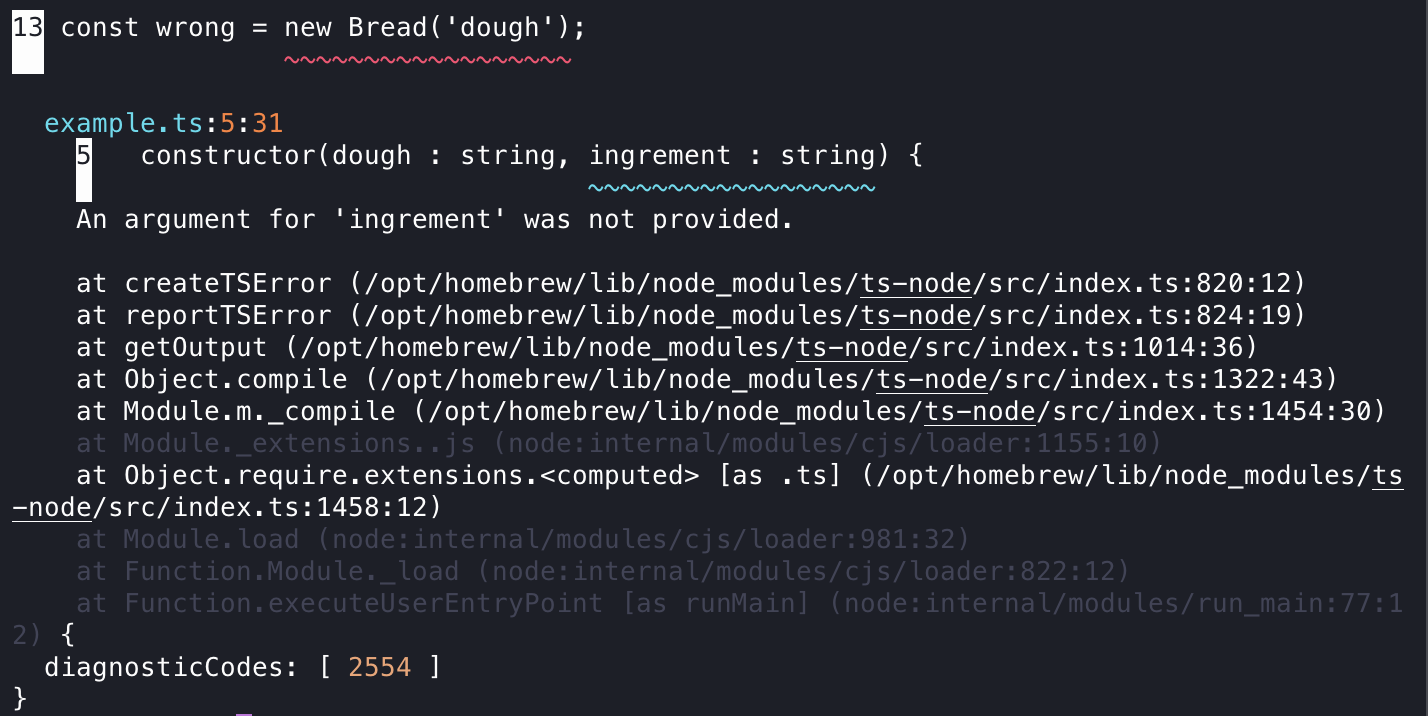 13 const wrong = new Bread('dough');
~~~~~~~~~~~~~~~~~~
example.ts:5:31
5   constructor(dough : string, ingrement : string) {
~~~~~~~~~~~~~~~~~~
An argument for 'ingrement' was not provided.
at createTSError (/opt/homebrew/lib/node_modules/ts-node/src/index.ts:820:12)
at reportTSError (/opt/homebrew/lib/node_modules/ts-node/src/index.ts:824:19)
at getOutput (/opt/homebrew/lib/node_modules/ts-node/src/index.ts:1014:36)
at Object.compile (/opt/homebrew/lib/node_modules/ts-node/src/index.ts:1322:43)
at Module.m._compile (/opt/homebrew/lib/node_modules/ts-node/src/index.ts:1454:30)
at Module._extensions..js (node:internal/modules/cjs/loader:1155:10)
at Object.require.extensions.<computed> [as .ts] (/opt/homebrew/lib/node_modules/ts
-node/src/index.ts:1458:12)
at Module.load (node:internal/modules/cjs/loader:981:32)
at Function.Module._load (node:internal/modules/cjs/loader:822:12)
at Function.executeUserEntryPoint [as runMain] (node:internal/modules/run_main:77:1
2) {
diagnosticCodes: [ 2554 ]
}